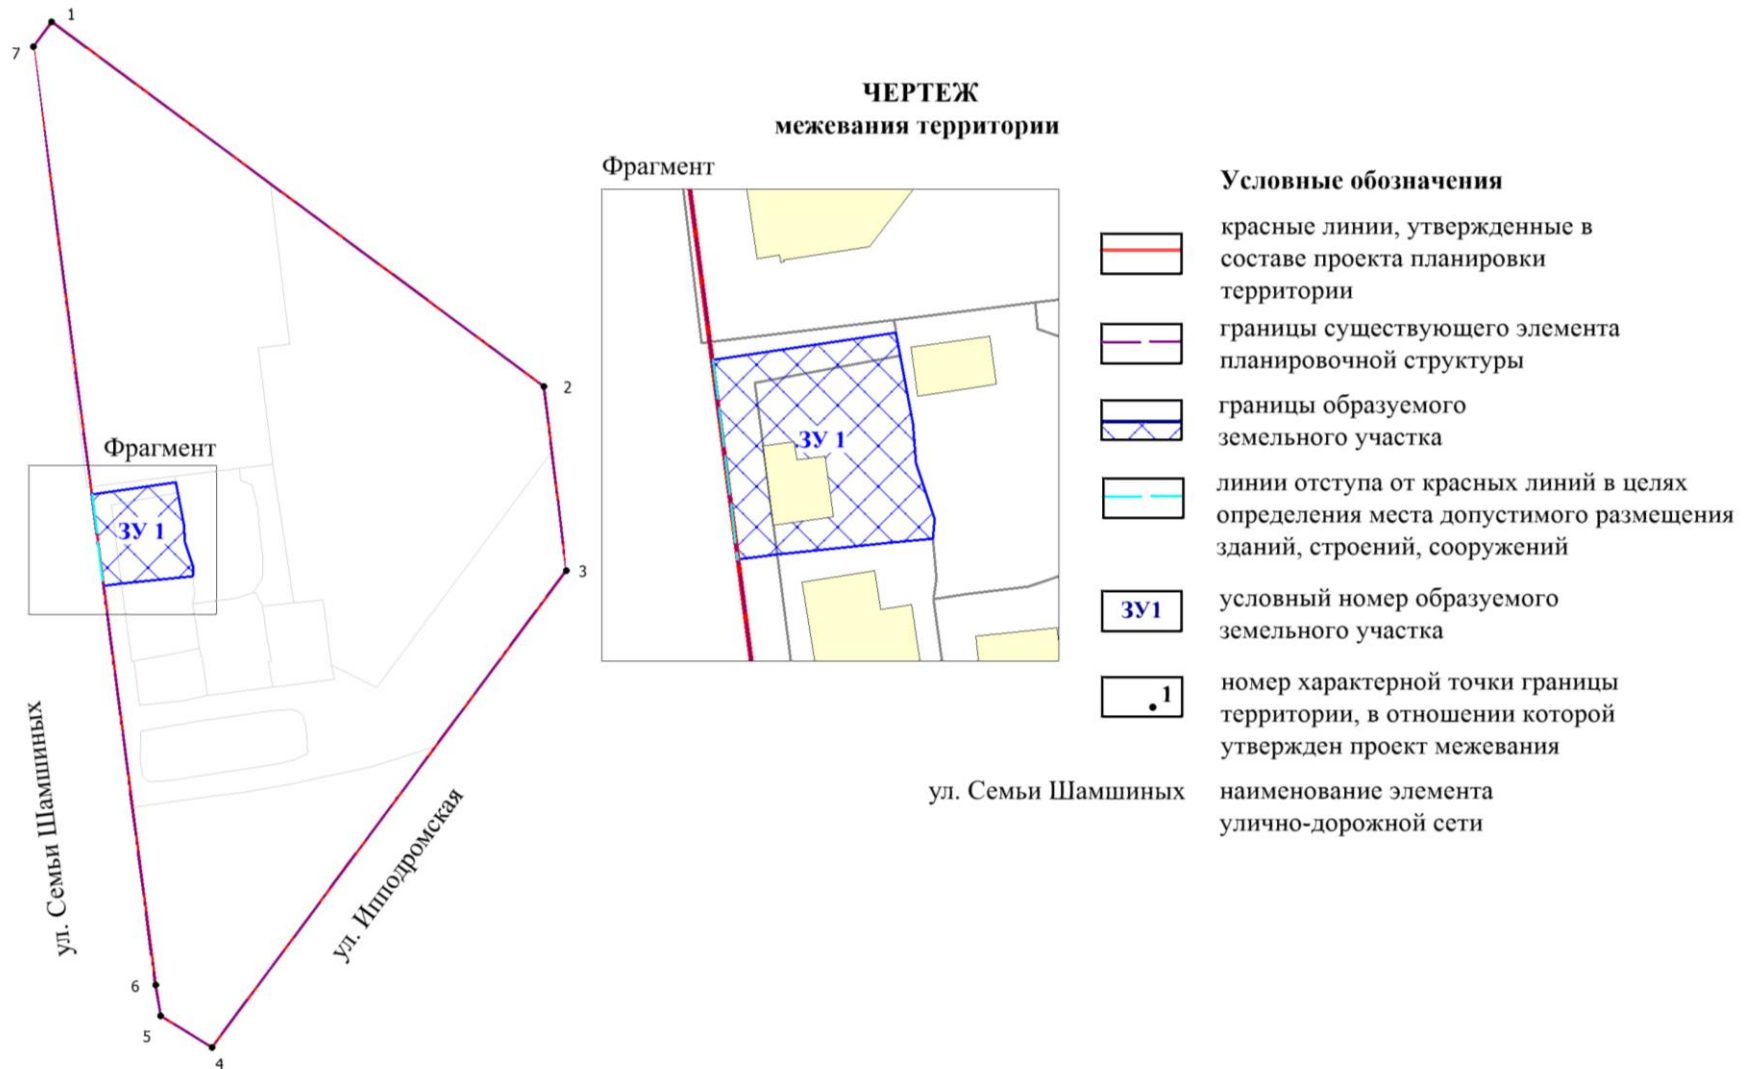 1
7
2
Фрагмент
ЗУ 1
3
ул. Семьи Шамшиных
ул. Ипподромская
6
5
4
ЧЕРТЕЖ
межевания территории
Фрагмент
ЗУ 1
Условные обозначения
красные линии, утвержденные в
составе проекта планировки
территории
границы существующего элемента
планировочной структуры
границы образуемого
земельного участка
линии отступа от красных линий в целях
определения места допустимого размещения
зданий, строений, сооружений
ЗУ1
условный номер образуемого
земельного участка
1
номер характерной точки границы
территории, в отношении которой
утвержден проект межевания
ул. Семьи Шамшиных
наименование элемента
улично-дорожной сети